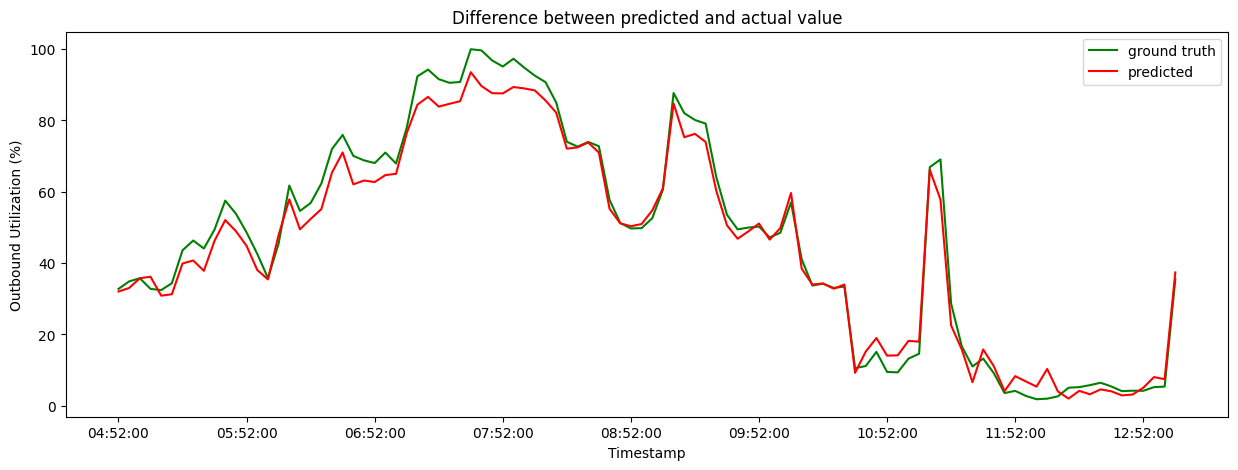 Difference between predicted and actual value
ground truth
predicted
Outbound Utilization (%)
100
80
60
40
20
0
04:52:00 05:52:00 06:52:00 07:52:00 08:52:00 09:52:00 10:52:00 11:52:00 12:52:00
Timestamp